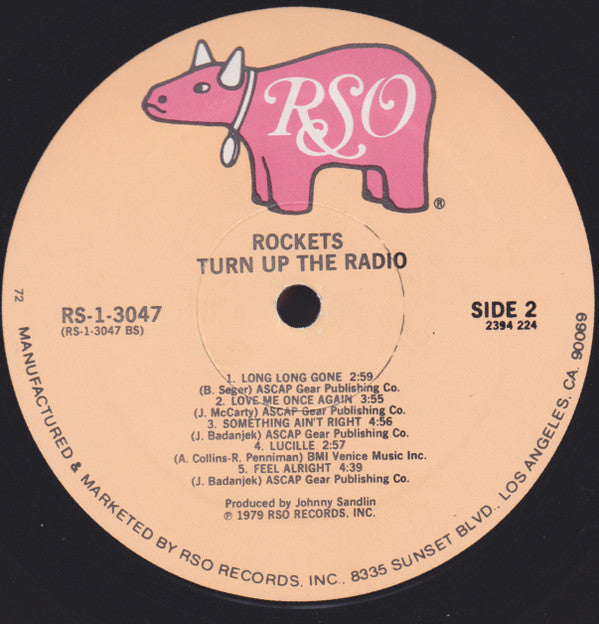 RSO
®
ROCKETS
TURN UP THE RADIO
RS-1-3047
(RS-1-3047 BS)
SIDE 2
2394 224
1. LONG LONG GONE 2:59
(B. Seger) ASCAP Gear Publishing Co.
2. LOVE ME ONCE AGAIN 3:55
(J. McCarty) ASCAP Gear Publishing Co.
3. SOMETHING AIN'T RIGHT 4:56
(J. Badanjek) ASCAP Gear Publishing Co.
4. LUCILLE 2:57
(A. Collins-R. Penniman) BMI Venice Music Inc.
5. FEEL ALRIGHT 4:39
(J. Badanjek) ASCAP Gear Publishing Co.
Produced by Johnny Sandlin
℗ 1979 RSO RECORDS, INC.
72
MANUFACTURED & MARKETED BY RSO RECORDS, INC., 8335 SUNSET BLVD., LOS ANGELES, CA. 90069